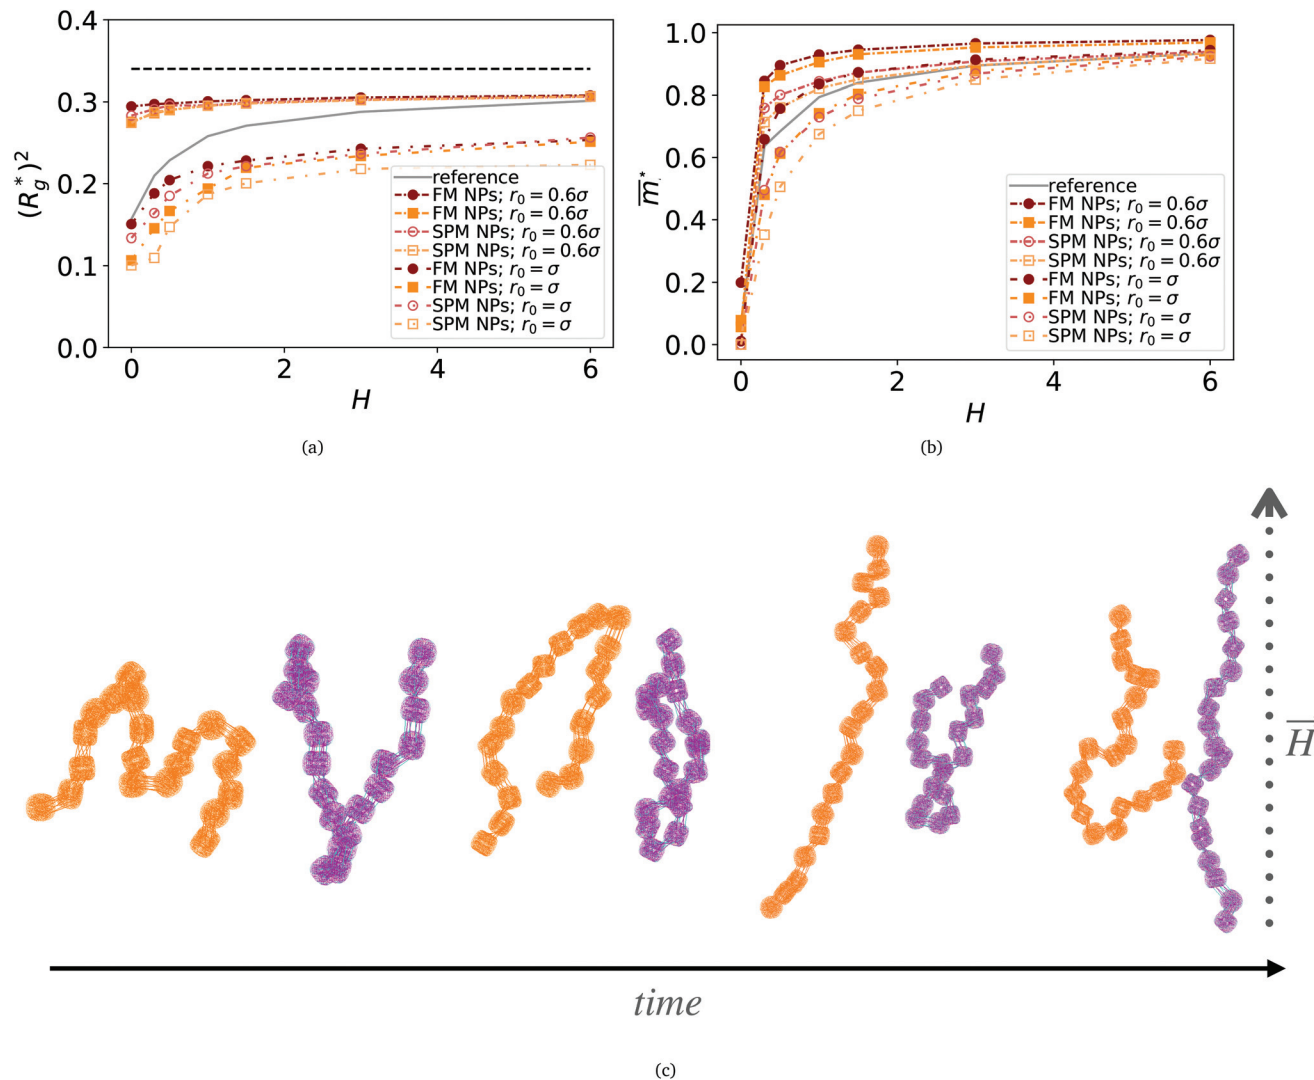 0.4
0.3
0.2
0.1
0.0
(R_g^*)^2
0
2
4
6
H
reference
FM NPs; r₀ = 0.6σ
FM NPs; r₀ = 0.6σ
SPM NPs; r₀ = 0.6σ
SPM NPs; r₀ = 0.6σ
FM NPs; r₀ = σ
FM NPs; r₀ = σ
SPM NPs; r₀ = σ
SPM NPs; r₀ = σ
(a)
1.0
0.8
0.6
0.4
0.2
0.0
m̅*
0
2
4
6
H
reference
FM NPs; r₀ = 0.6σ
FM NPs; r₀ = 0.6σ
SPM NPs; r₀ = 0.6σ
SPM NPs; r₀ = 0.6σ
FM NPs; r₀ = σ
FM NPs; r₀ = σ
SPM NPs; r₀ = σ
SPM NPs; r₀ = σ
(b)
H̅
time
(c)